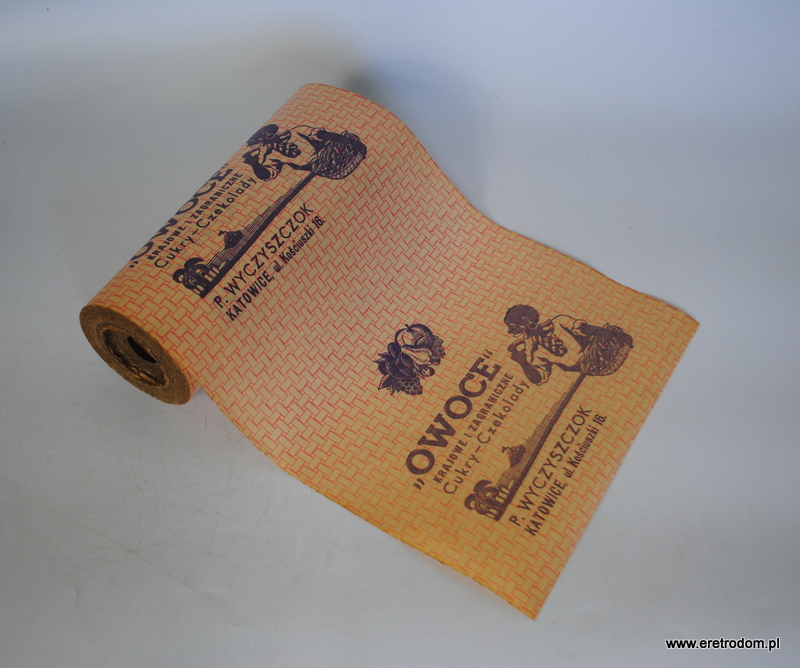 „OWOCE"
KRAJOWE I ZAGRANICZNE
Cukry-Czekolady
P. WYCZYSZCZOK
KATOWICE, ul. Kościuszki 16.
„OWOCE"
KRAJOWE I ZAGRANICZNE
Cukry-Czekolady
P. WYCZYSZCZOK
KATOWICE, ul. Kościuszki 16.
www.eretrodom.pl